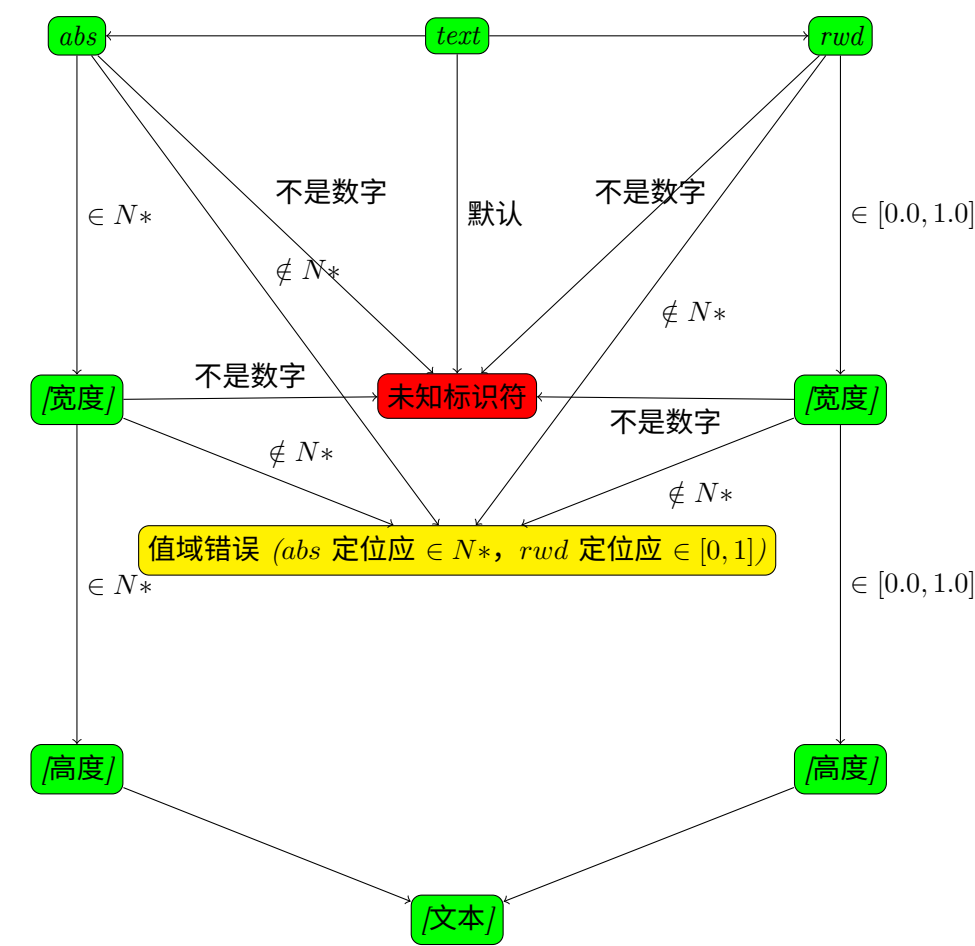 abs
text
rwd
不是数字
不是数字
默认
∈ N*
∈ [0.0, 1.0]
∉ N*
∉ N*
不是数字
[宽度]
未知标识符
[宽度]
不是数字
∉ N*
∉ N*
值域错误 (abs 定位应 ∈ N*，rwd 定位应 ∈ [0, 1])
∈ N*
∈ [0.0, 1.0]
[高度]
[高度]
[文本]